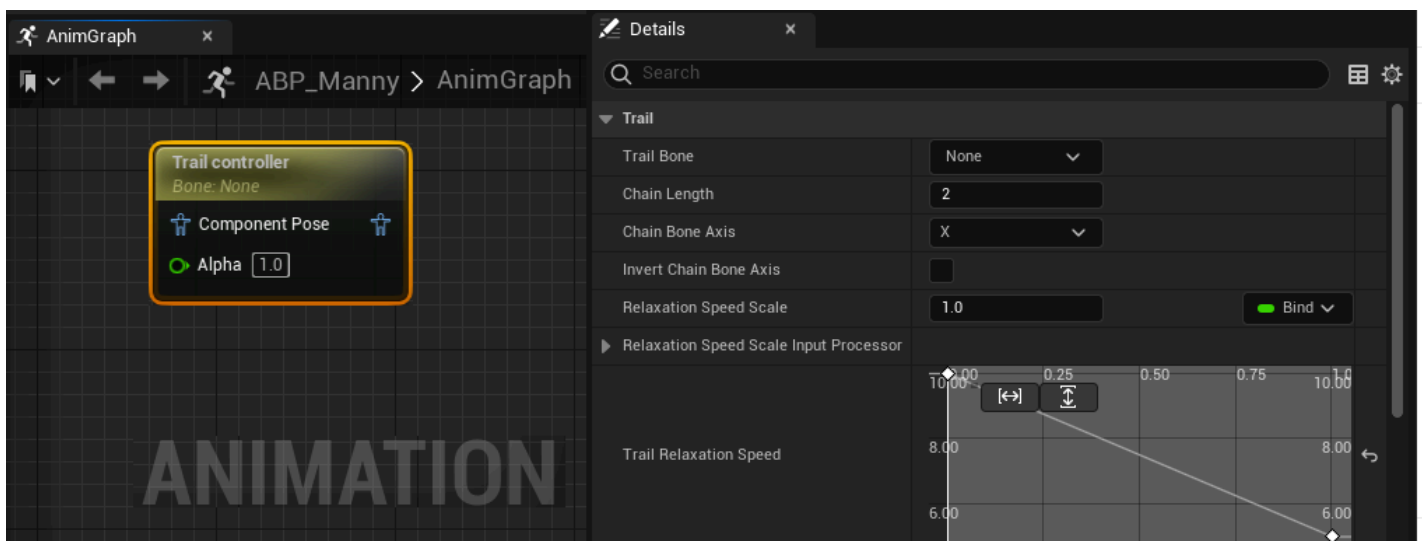 AnimGraph
ABP_Manny > AnimGraph
Trail controller
Bone: None
Component Pose
Alpha 1.0
ANIMATION
Details
Search
Trail
Trail Bone None
Chain Length 2
Chain Bone Axis X
Invert Chain Bone Axis
Relaxation Speed Scale 1.0 Bind
Relaxation Speed Scale Input Processor
0.25 0.50 0.75
10.00 10.00
Trail Relaxation Speed
8.00 8.00
6.00 6.00